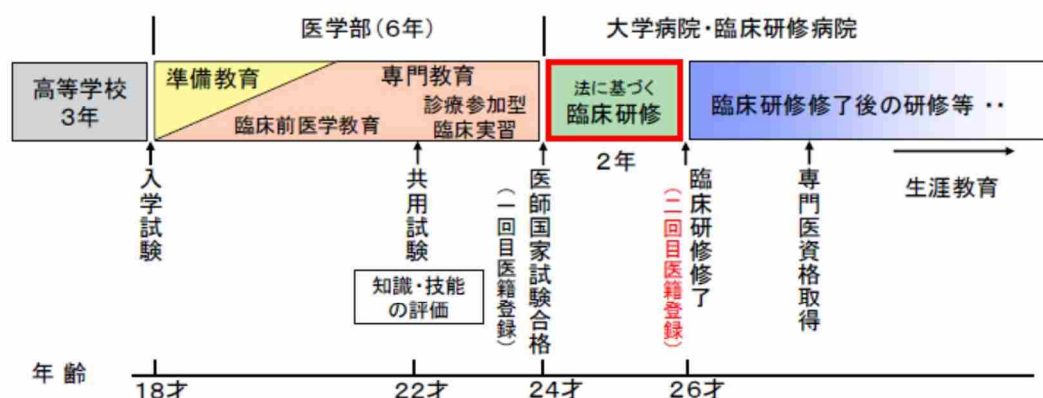 医学部（6年）
大学病院・臨床研修病院
高等学校
3年
準備教育
専門教育
臨床前医学教育
診療参加型
臨床実習
法に基づく
臨床研修
臨床研修修了後の研修等 ‥
2年
生涯教育
入学試験
共用試験
知識・技能
の評価
（一回目医籍登録）
医師国家試験合格
（二回目医籍登録）
臨床研修修了
専門医資格取得
年 齢
18才
22才
24才
26才